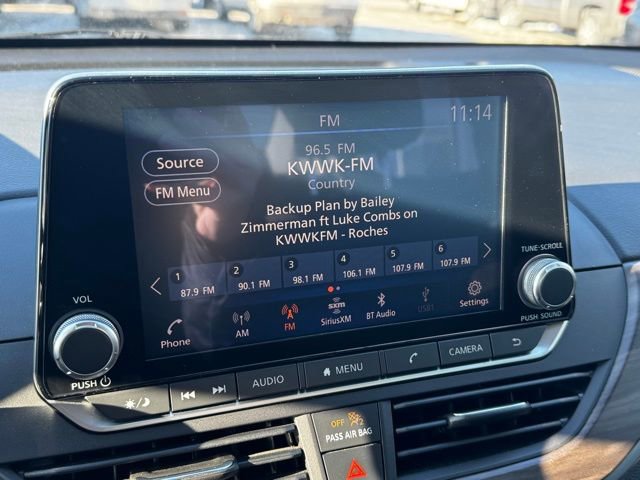 FM
11:14
96.5 FM
Source
KWWK-FM
Country
FM Menu
Backup Plan by Bailey
Zimmerman ft Luke Combs on
KWWKFM - Roches
1 2 3 4 5 6
87.9 FM 90.1 FM 98.1 FM 106.1 FM 107.9 FM 107.9 FM
Phone AM FM SXM SiriusXM BT Audio USB1 Settings
VOL
PUSH
TUNE-SCROLL
PUSH SOUND
AUDIO MENU CAMERA
OFF 2
PASS AIR BAG